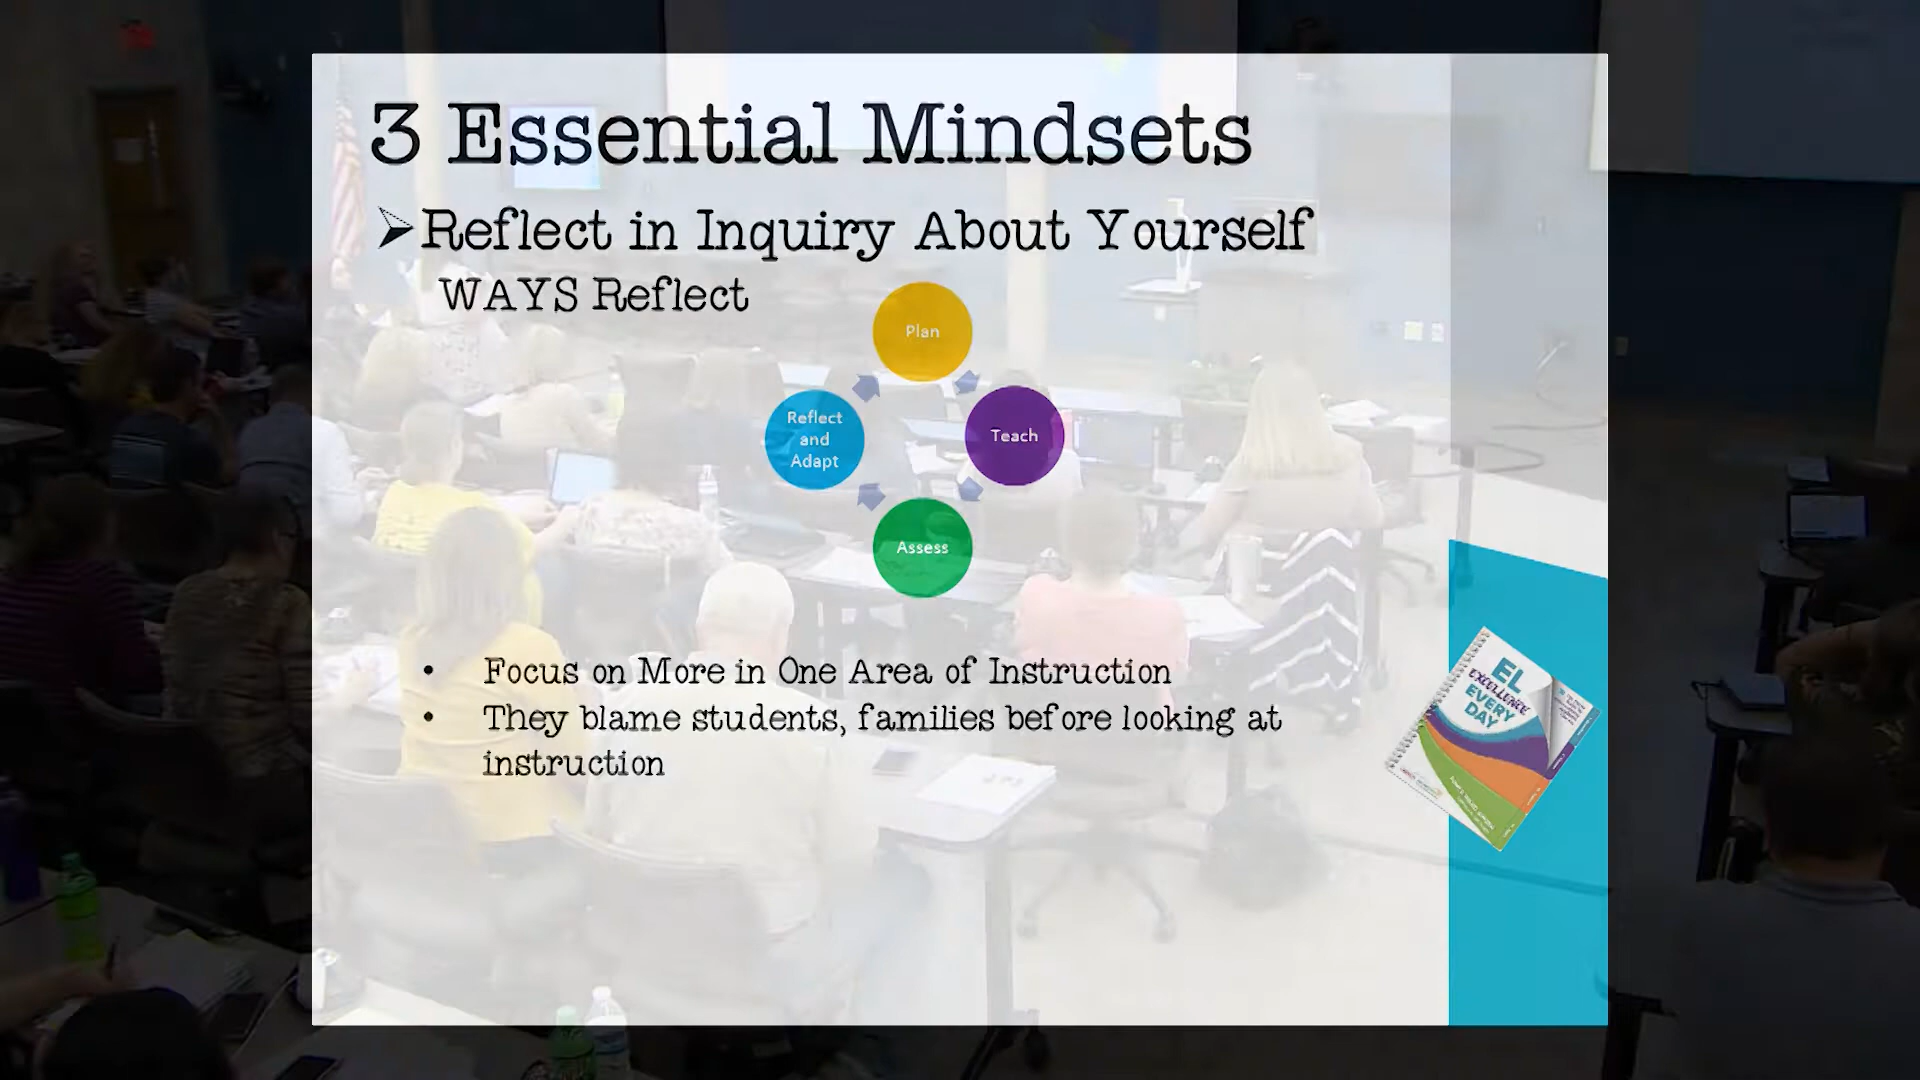 3 Essential Mindsets
➢Reflect in Inquiry About Yourself
WAYS Reflect
Plan
Teach
Reflect
and
Adapt
Assess
• Focus on More in One Area of Instruction
• They blame students, families before looking at
instruction
EL
EXCELLENCE
EVERY
DAY